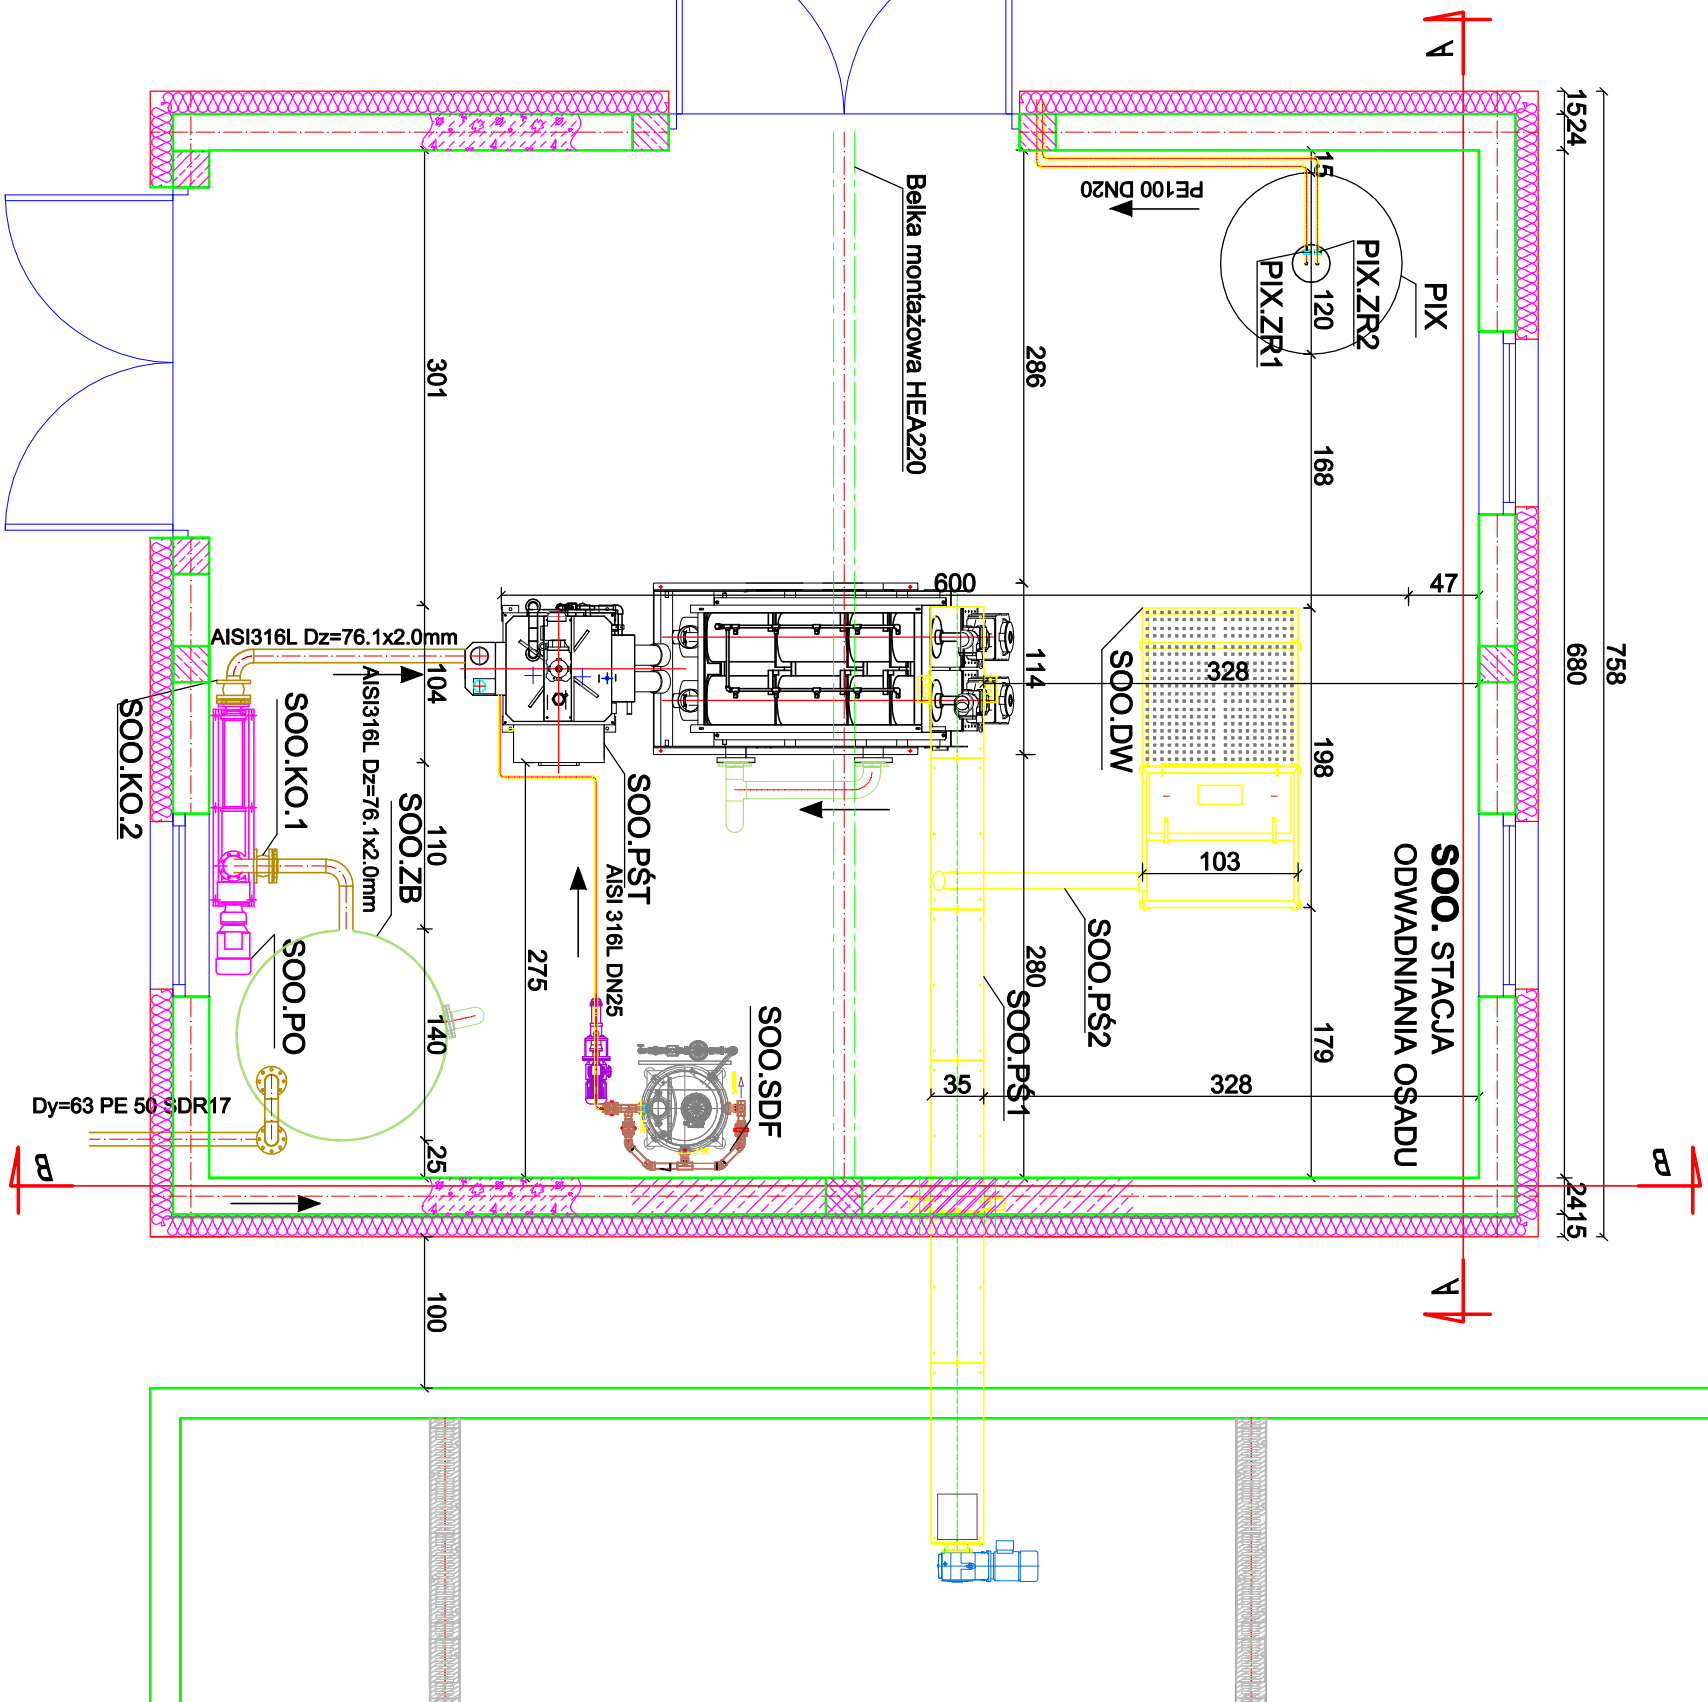 A
A
1524
15
PE100 DN20
PIX
PIX.ZR2
PIX.ZR1
120
Belka montażowa HEA220
286
301
168
600
47
758
680
AISI316L Dz=76.1x2.0mm
104
AISI316L Dz=76.1x2.0mm
114
328
SOO.DW
198
SOO.KO.2
SOO.KO.1
SOO.ZB
110
SOO.PŚT
AISI 316L DN25
103
SOO. STACJA
ODWADNIANIA OSADU
275
280
SOO.PŚ2
SOO.PŚ1
SOO.PO
140
SOO.SDF
179
35
328
Dy=63 PE 50 SDR17
25
B
B
2415
100